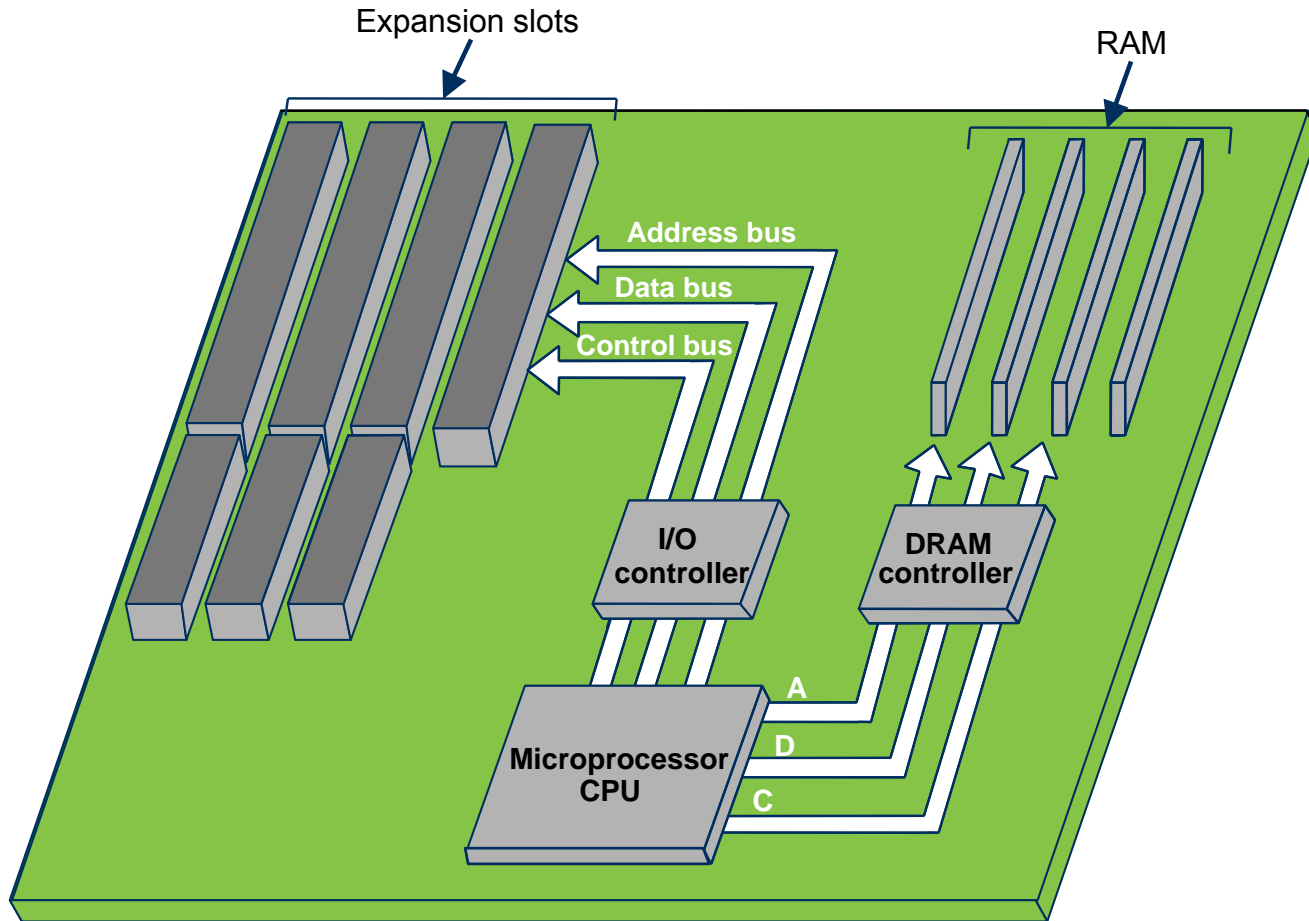 Expansion slots
RAM
Address bus
Data bus
Control bus
I/O
controller
DRAM
controller
A
D
C
Microprocessor
CPU